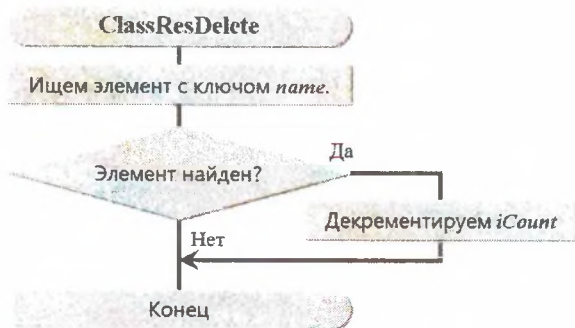 ClassResDelete
Ищем элемент с ключом name.
Элемент найден?
Да
Декрементируем iCount
Нет
Конец